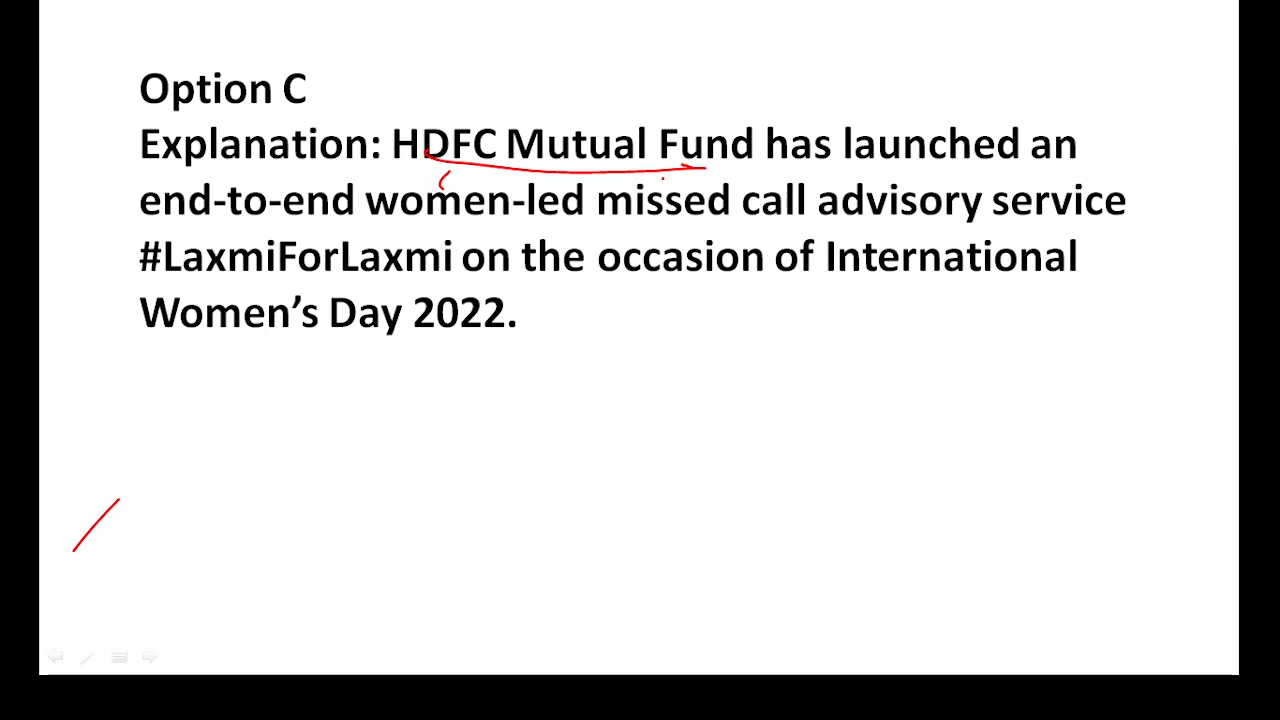 Option C
Explanation: HDFC Mutual Fund has launched an
end-to-end women-led missed call advisory service
#LaxmiForLaxmi on the occasion of International
Women’s Day 2022.